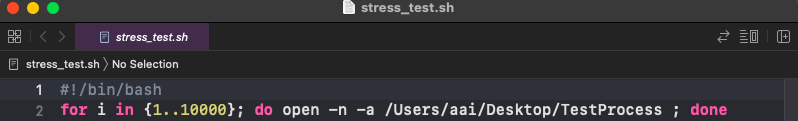 stress_test.sh
stress_test.sh
stress_test.sh 〉No Selection
1 #!/bin/bash
2 for i in {1..10000}; do open -n -a /Users/aai/Desktop/TestProcess ; done